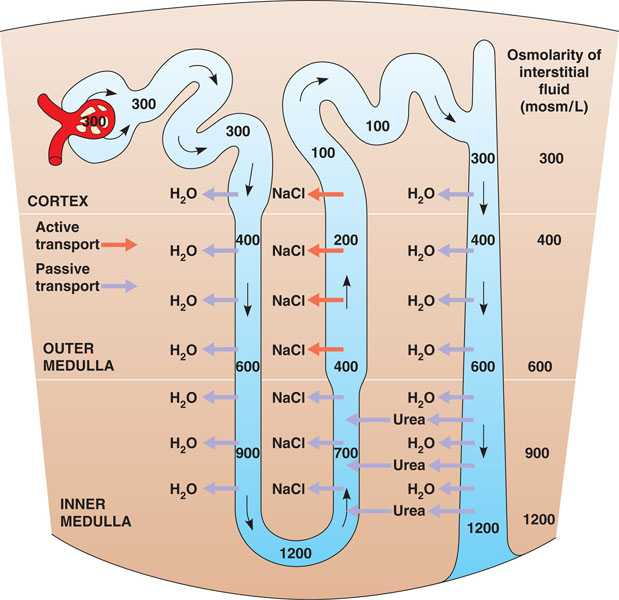 Osmolarity of
interstitial
fluid
(mosm/L)
300
300
300
100
100
300
300
CORTEX
H2O
NaCl
H2O
Active
transport
Passive
transport
400
200
400
400
H2O
NaCl
H2O
H2O
NaCl
H2O
H2O
NaCl
H2O
OUTER
MEDULLA
600
400
600
600
H2O
NaCl
H2O
Urea
H2O
NaCl
H2O
900
700
900
Urea
H2O
NaCl
H2O
Urea
INNER
MEDULLA
1200
1200
1200